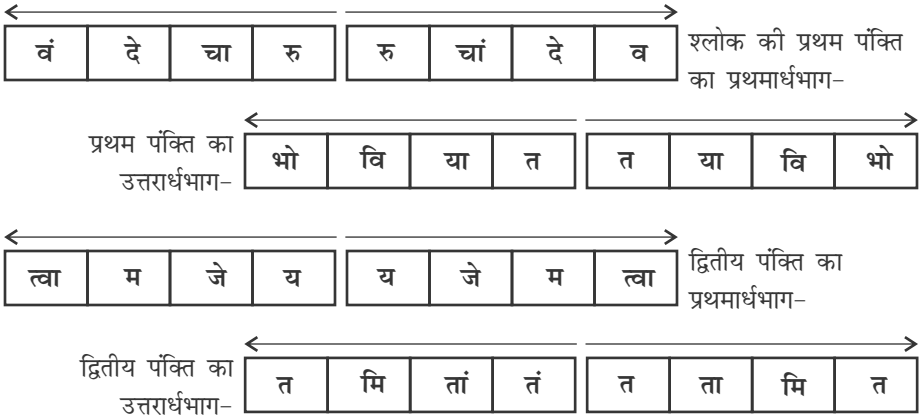 वं दे चा रु रु चां दे व श्लोक की प्रथम पंक्ति
का प्रथमार्धभाग–
प्रथम पंक्ति का
उत्तरार्धभाग– भो वि या त त या वि भो
त्वा म जे य य जे म त्वा द्वितीय पंक्ति का
प्रथमार्धभाग–
द्वितीय पंक्ति का
उत्तरार्धभाग– त मि तां तं त ता मि त